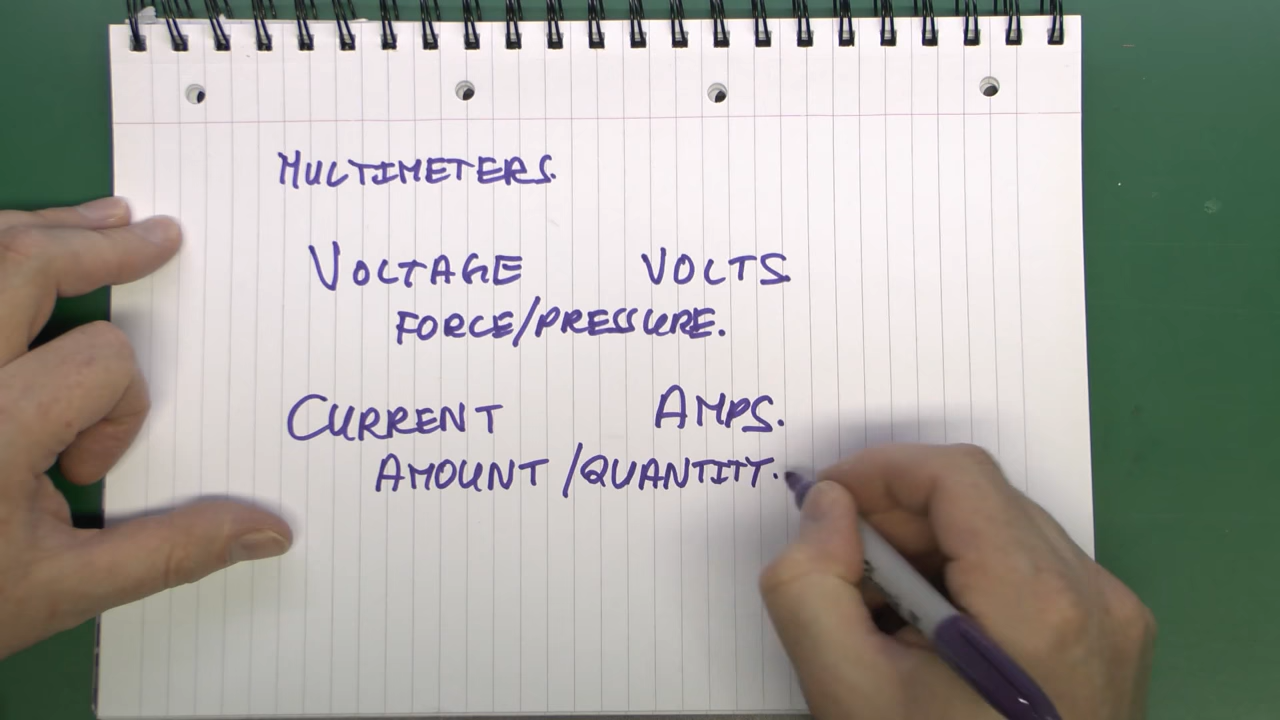 MULTIMETERS.
VOLTAGE VOLTS
FORCE/PRESSURE.
CURRENT AMPS.
AMOUNT/QUANTITY.